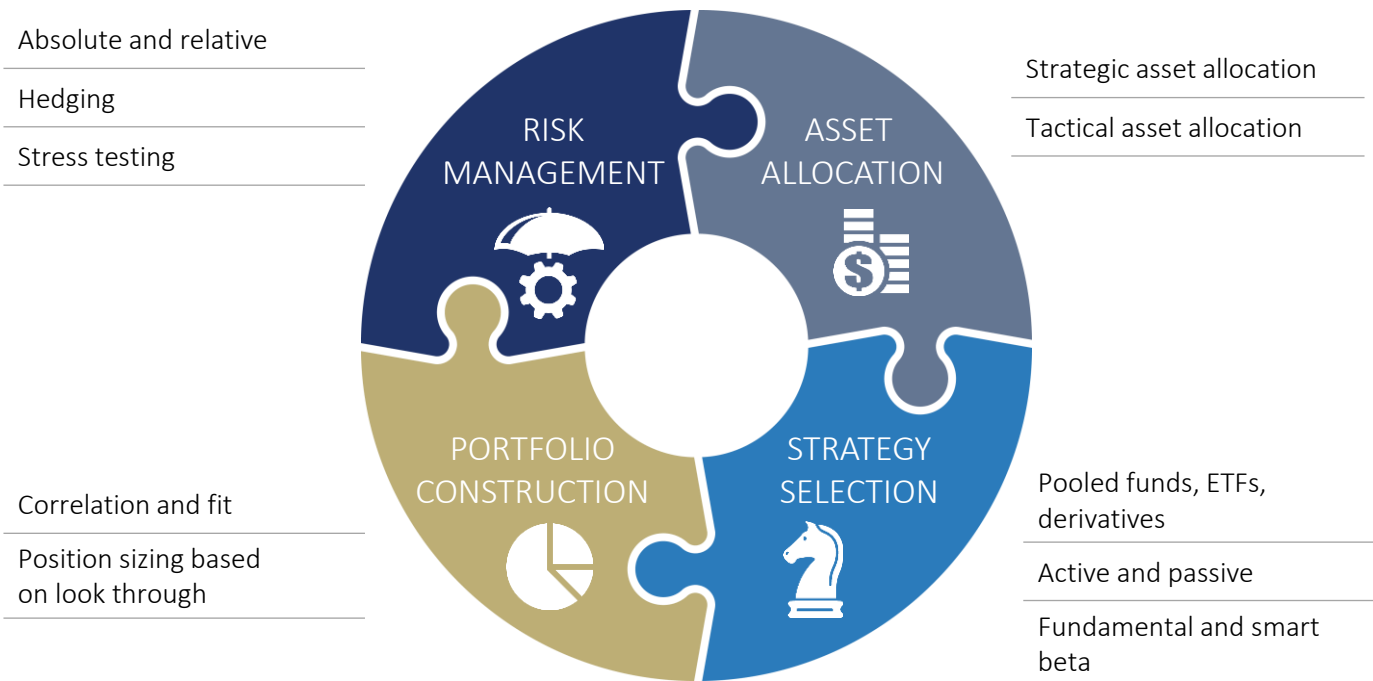 Absolute and relative
Hedging
Stress testing
RISK
MANAGEMENT
ASSET
ALLOCATION
$
Strategic asset allocation
Tactical asset allocation
Correlation and fit
Position sizing based
on look through
PORTFOLIO
CONSTRUCTION
STRATEGY
SELECTION
Pooled funds, ETFs,
derivatives
Active and passive
Fundamental and smart
beta